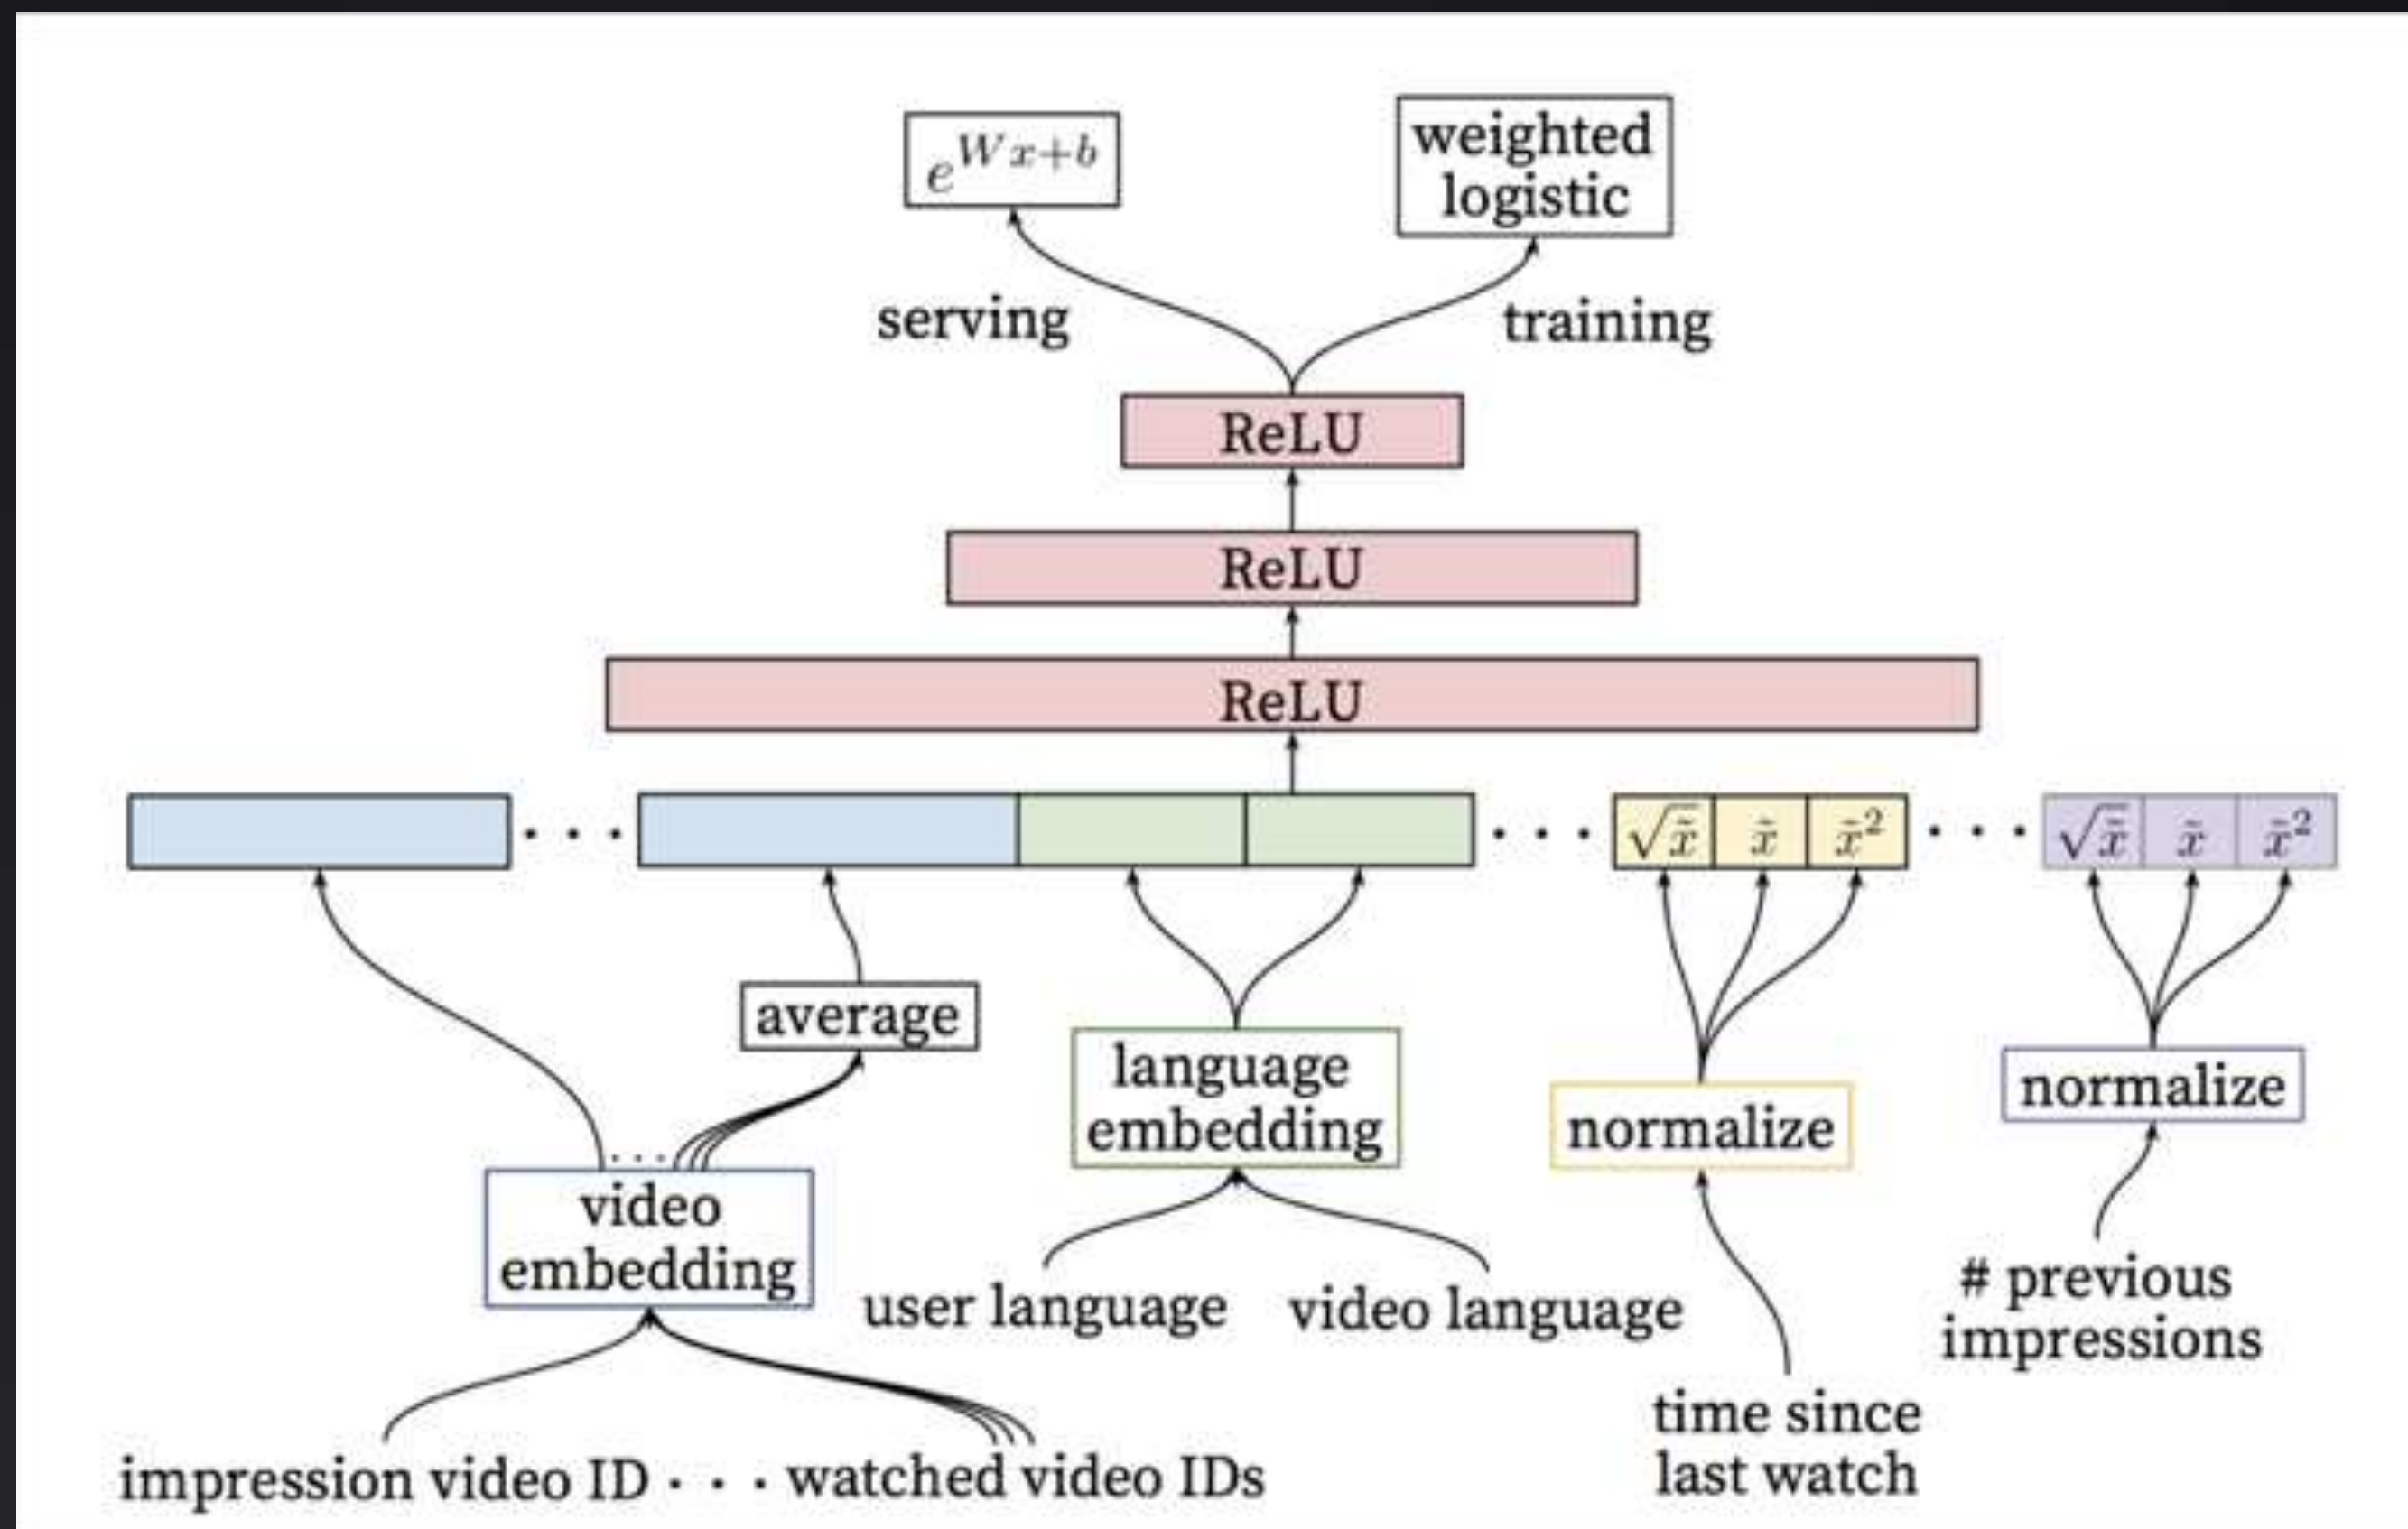 e^{Wx+b}
weighted
logistic
serving
training
ReLU
ReLU
ReLU
. . .
. . .
√x̃ x̃ x̃²
. . .
√x̃ x̃ x̃²
average
language
embedding
normalize
normalize
. . .
video
embedding
user language
video language
# previous
impressions
time since
last watch
impression video ID . . . watched video IDs